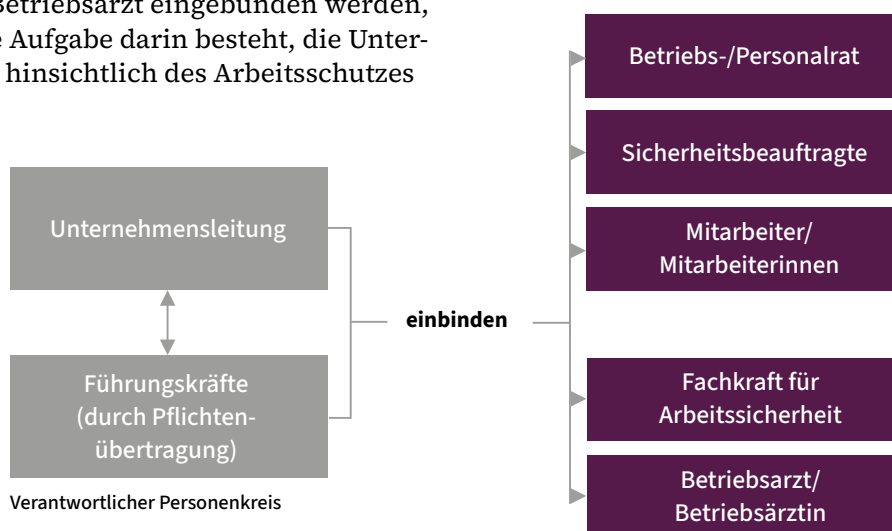 Betriebsarzt eingebunden werden,
e Aufgabe darin besteht, die Unter-
hinsichtlich des Arbeitsschutzes
Unternehmensleitung
Führungskräfte
(durch Pflichten-
übertragung)
Verantwortlicher Personenkreis
einbinden
Betriebs-/Personalrat
Sicherheitsbeauftragte
Mitarbeiter/
Mitarbeiterinnen
Fachkraft für
Arbeitssicherheit
Betriebsarzt/
Betriebsärztin